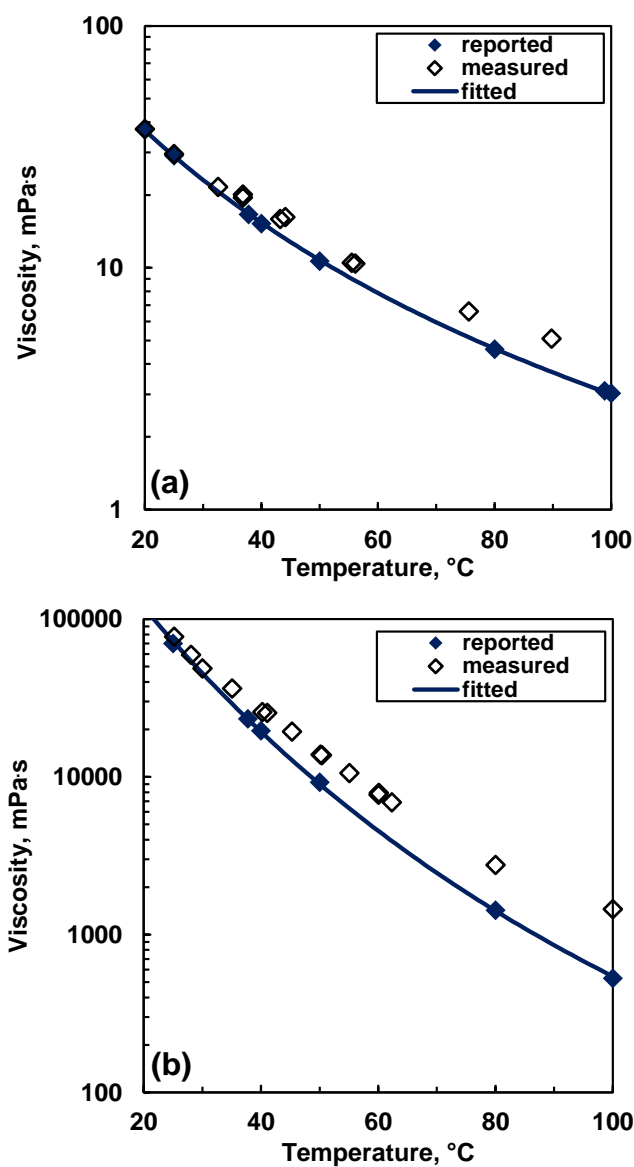 100
reported
measured
fitted
Viscosity, mPa·s
10
(a)
1
20
40
60
80
100
Temperature, °C
100000
reported
measured
fitted
10000
Viscosity, mPa·s
1000
(b)
100
20
40
60
80
100
Temperature, °C